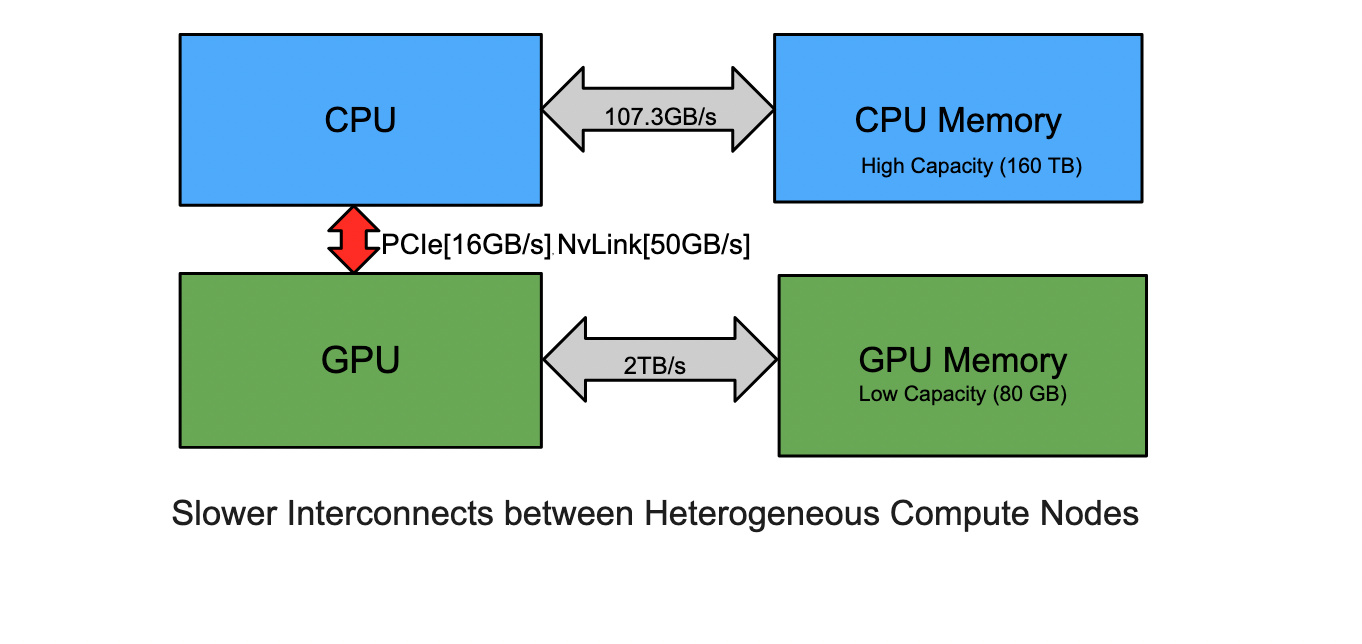 CPU
107.3GB/s
CPU Memory
High Capacity (160 TB)
PCIe[16GB/s].NvLink[50GB/s]
GPU
2TB/s
GPU Memory
Low Capacity (80 GB)
Slower Interconnects between Heterogeneous Compute Nodes